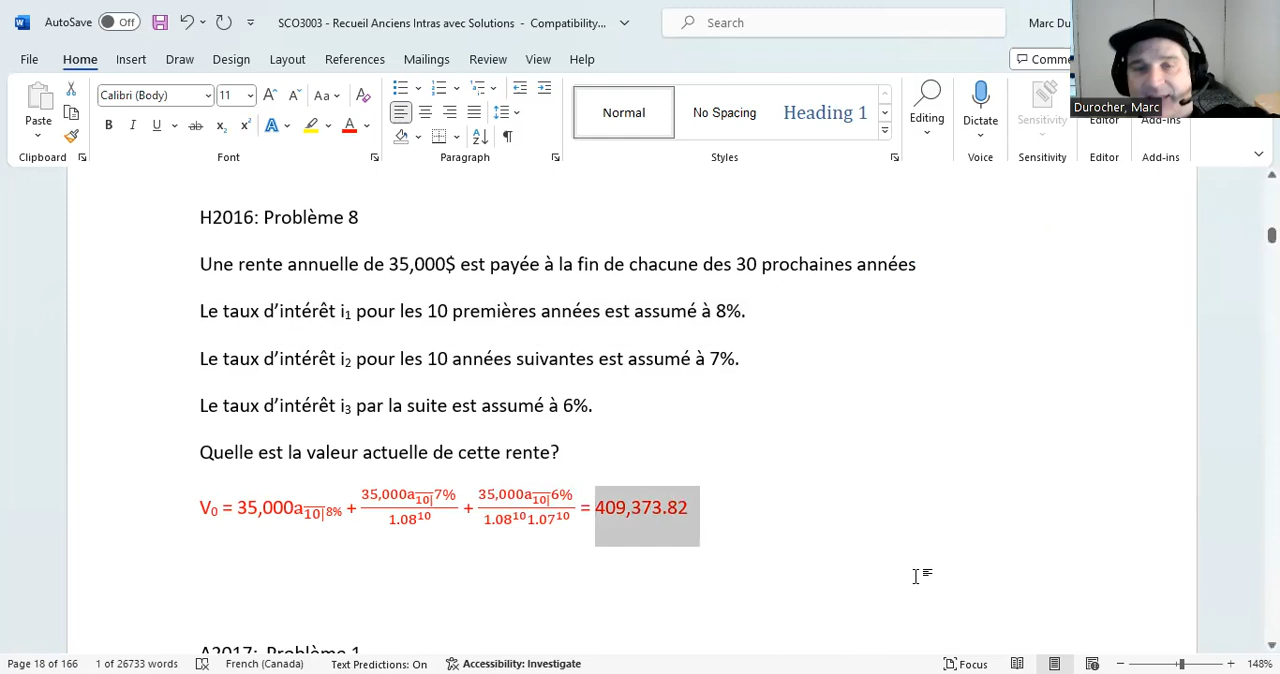 AutoSave Off SCO3003 - Recueil Anciens Intras avec Solutions - Compatibility... Search Marc Du
File Home Insert Draw Design Layout References Mailings Review View Help Comme
Durocher, Marc
Calibri (Body) 11 A A Aa A
Paste B I U ab x₂ x² A A Normal No Spacing Heading 1 Editing Dictate Sensitivity Editor Add-ins
Clipboard Font Paragraph Styles Voice Sensitivity Editor Add-ins
H2016: Problème 8
Une rente annuelle de 35,000$ est payée à la fin de chacune des 30 prochaines années
Le taux d’intérêt i₁ pour les 10 premières années est assumé à 8%.
Le taux d’intérêt i₂ pour les 10 années suivantes est assumé à 7%.
Le taux d’intérêt i₃ par la suite est assumé à 6%.
Quelle est la valeur actuelle de cette rente?
V₀ = 35,000a10|8% + 35,000a10|7% / 1.08¹⁰ + 35,000a10|6% / 1.08¹⁰1.07¹⁰ = 409,373.82
A2017: Problème 1
Page 18 of 166 1 of 26733 words French (Canada) Text Predictions: On Accessibility: Investigate Focus 148%